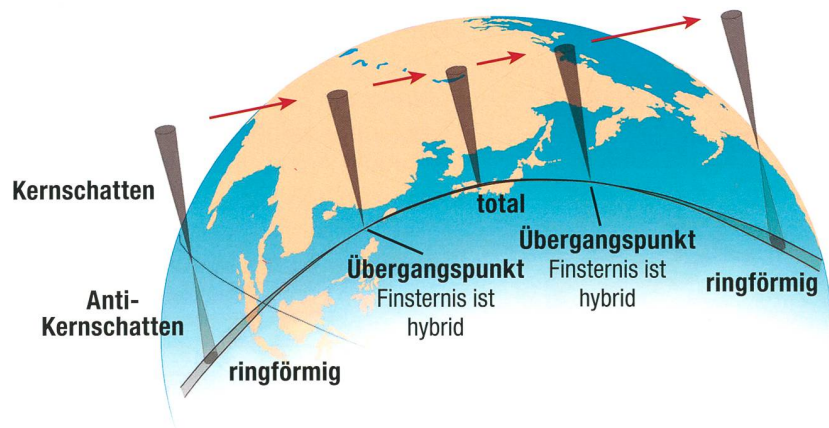 Kernschatten
Anti-
Kernschatten
ringförmig
Übergangspunkt
Finsternis ist
hybrid
total
Übergangspunkt
Finsternis ist
hybrid
ringförmig